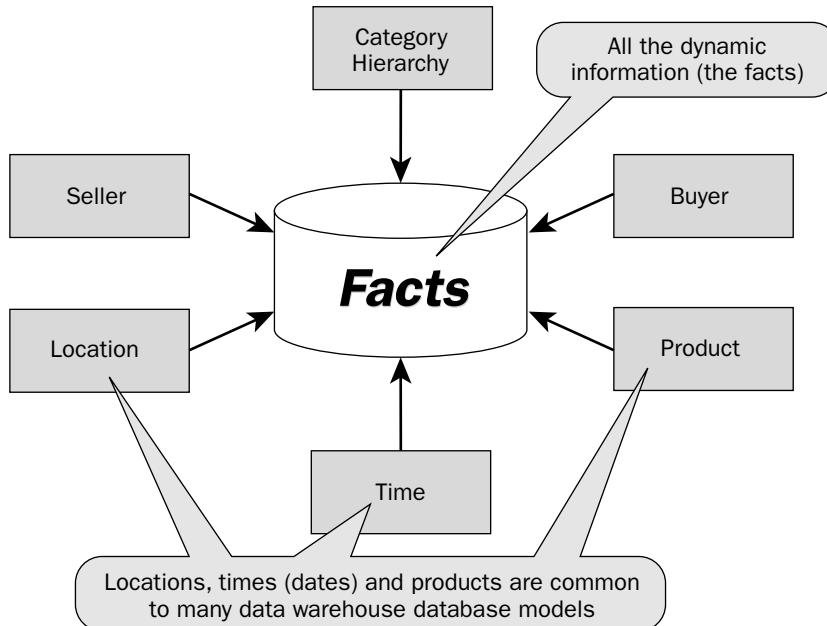 Category
Hierarchy
All the dynamic
information (the facts)
Seller
Buyer
Facts
Location
Product
Time
Locations, times (dates) and products are common
to many data warehouse database models